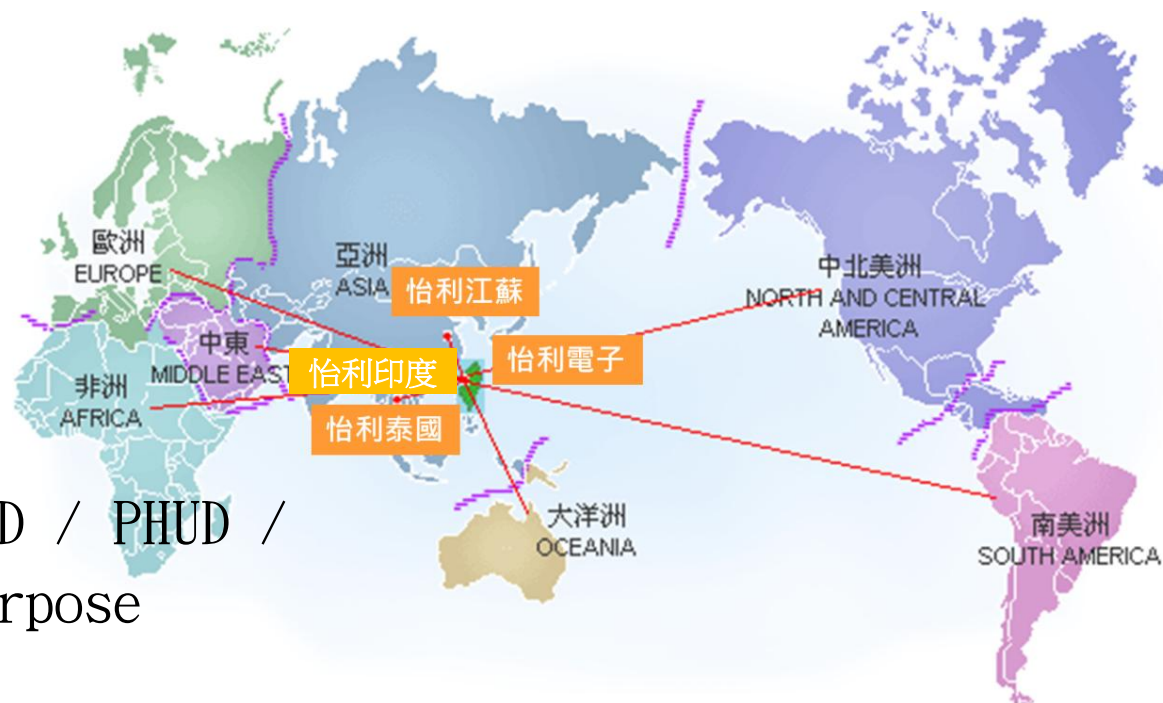 歐洲
EUROPE
亞洲
ASIA
怡利江蘇
中北美洲
NORTH AND CENTRAL
AMERICA
中東
MIDDLE EAST
怡利印度
怡利電子
非洲
AFRICA
怡利泰國
D / PHUD /
大洋洲
OCEANIA
南美洲
SOUTH AMERICA
rpose